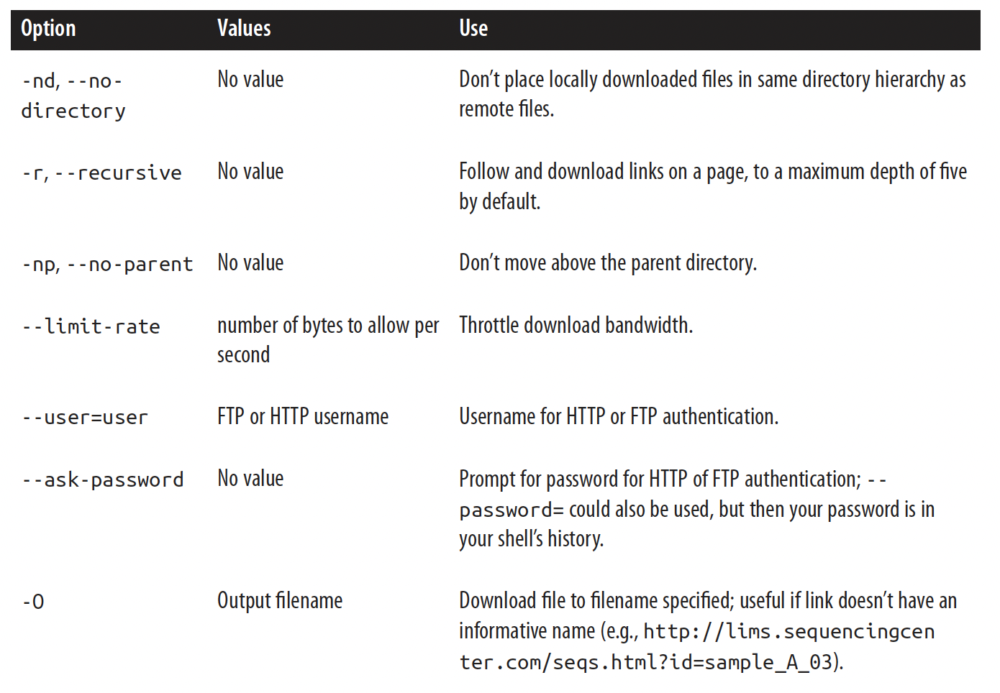 Option Values Use
-nd, --no- No value Don’t place locally downloaded files in same directory hierarchy as
directory remote files.
-r, --recursive No value Follow and download links on a page, to a maximum depth of five
by default.
-np, --no-parent No value Don’t move above the parent directory.
--limit-rate number of bytes to allow per Throttle download bandwidth.
second
--user=user FTP or HTTP username Username for HTTP or FTP authentication.
--ask-password No value Prompt for password for HTTP of FTP authentication; --
password= could also be used, but then your password is in
your shell’s history.
-O Output filename Download file to filename specified; useful if link doesn’t have an
informative name (e.g., http://lims.sequencingcen
ter.com/seqs.html?id=sample_A_03).